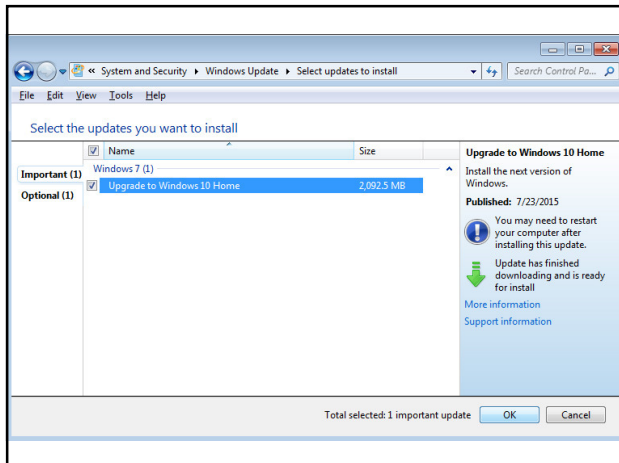 « System and Security ▸ Windows Update ▸ Select updates to install
Search Control Pa...
File Edit View Tools Help
Select the updates you want to install
Name Size
Important (1)
Optional (1)
Windows 7 (1)
Upgrade to Windows 10 Home 2,092.5 MB
Upgrade to Windows 10 Home
Install the next version of
Windows.
Published: 7/23/2015
You may need to restart
your computer after
installing this update.
Update has finished
downloading and is ready
for install
More information
Support information
Total selected: 1 important update
OK
Cancel